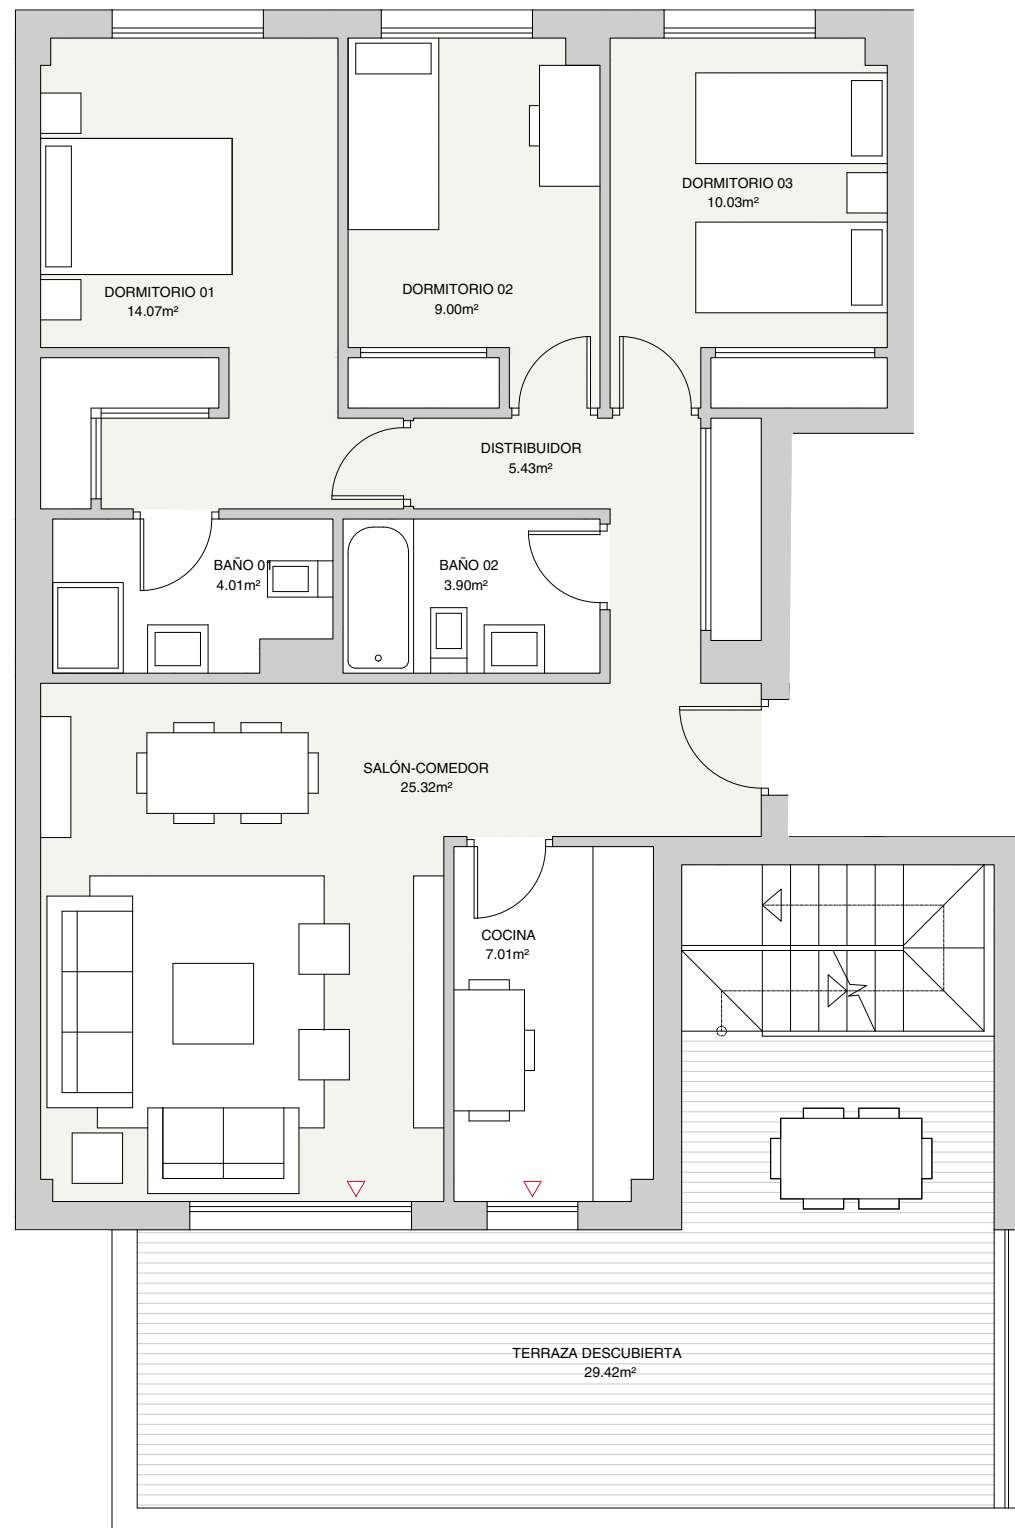 DORMITORIO 03
10.03m²
DORMITORIO 01
14.07m²
DORMITORIO 02
9.00m²
DISTRIBUIDOR
5.43m²
BAÑO 01
4.01m²
BAÑO 02
3.90m²
SALÓN-COMEDOR
25.32m²
COCINA
7.01m²
TERRAZA DESCUBIERTA
29.42m²